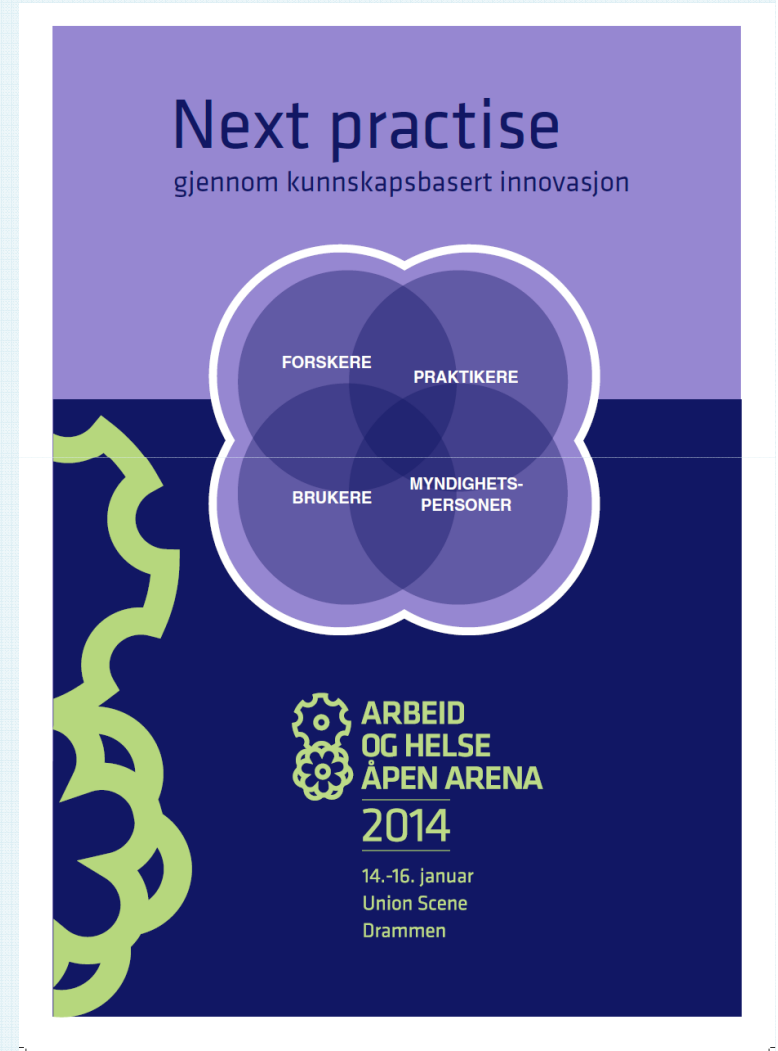 Next practise
gjennom kunnskapsbasert innovasjon
FORSKERE
PRAKTIKERE
BRUKERE
MYNDIGHETS-
PERSONER
ARBEID
OG HELSE
ÅPEN ARENA
2014
14.-16. januar
Union Scene
Drammen